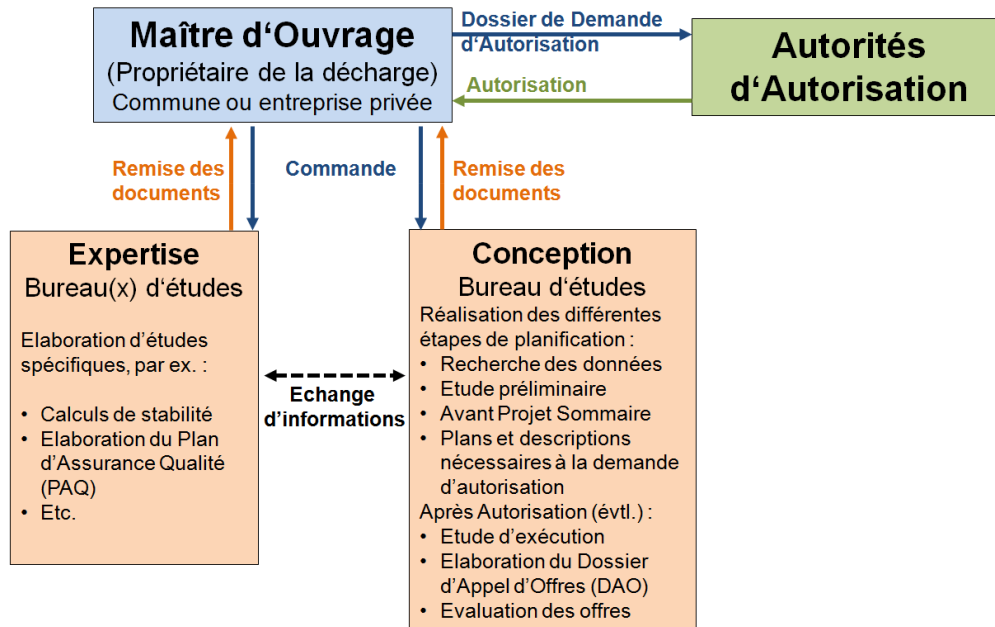 Maître d‘Ouvrage
(Propriétaire de la décharge)
Commune ou entreprise privée
Dossier de Demande
d‘Autorisation
Autorisation
Autorités
d‘Autorisation
Remise des
documents
Commande
Remise des
documents
Expertise
Bureau(x) d‘études
Elaboration d’études
spécifiques, par ex. :
• Calculs de stabilité
• Elaboration du Plan
d’Assurance Qualité
(PAQ)
• Etc.
Echange
d’informations
Conception
Bureau d‘études
Réalisation des différentes
étapes de planification :
• Recherche des données
• Etude préliminaire
• Avant Projet Sommaire
• Plans et descriptions
nécessaires à la demande
d’autorisation
Après Autorisation (évtl.) :
• Etude d’exécution
• Elaboration du Dossier
d’Appel d’Offres (DAO)
• Evaluation des offres